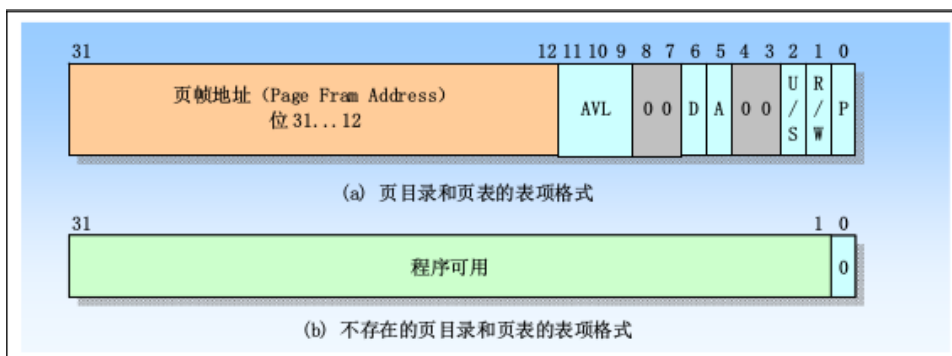 31 12 11 10 9 8 7 6 5 4 3 2 1 0
页帧地址 (Page Fram Address)
位 31...12
AVL
0 0
D
A
0 0
U
/
S
R
/
W
P
(a) 页目录和页表的表项格式
31 1 0
程序可用
0
(b) 不存在的页目录和页表的表项格式